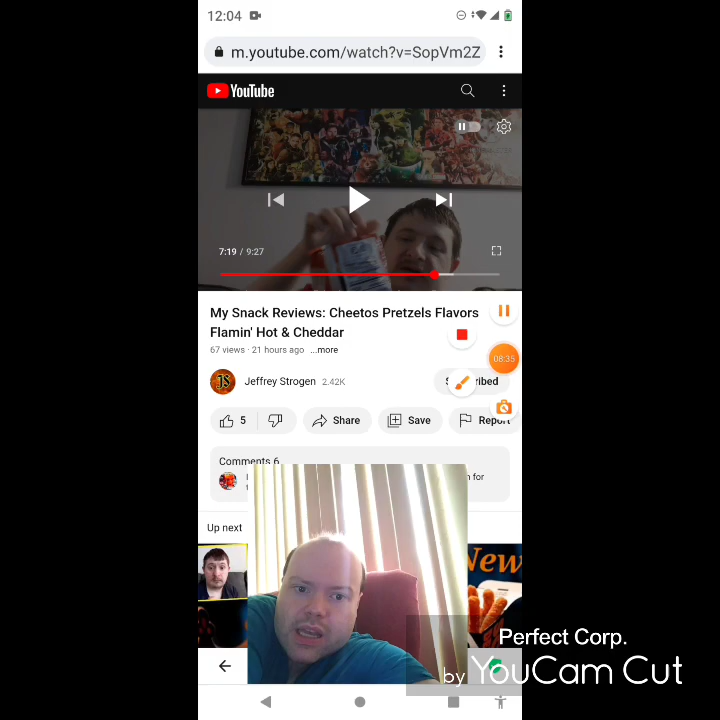 12:04
m.youtube.com/watch?v=SopVm2Z
YouTube
7:19 / 9:27
My Snack Reviews: Cheetos Pretzels Flavors
Flamin' Hot & Cheddar
67 views · 21 hours ago ...more
08:35
JS Jeffrey Strogen 2.42K
5 Share Save Report
Comments 6
for
Up next
New
Perfect Corp.
by YouCam Cut